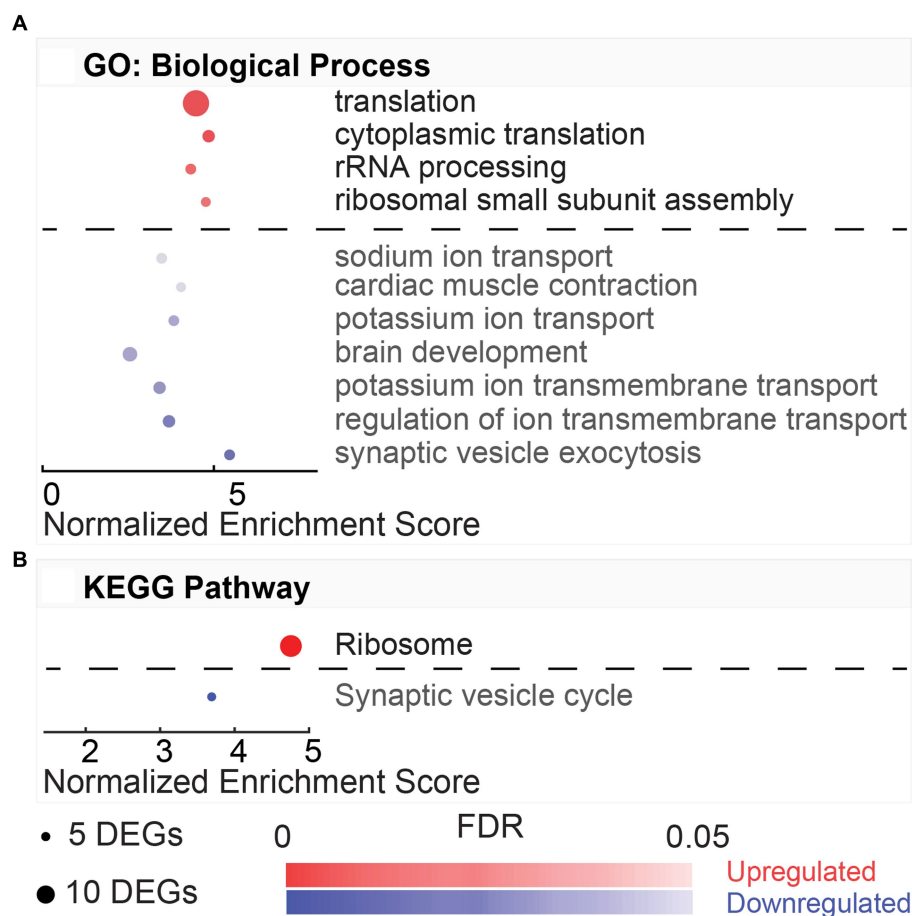 A
GO: Biological Process
translation
cytoplasmic translation
rRNA processing
ribosomal small subunit assembly
sodium ion transport
cardiac muscle contraction
potassium ion transport
brain development
potassium ion transmembrane transport
regulation of ion transmembrane transport
synaptic vesicle exocytosis
0 5
Normalized Enrichment Score
B
KEGG Pathway
Ribosome
Synaptic vesicle cycle
2 3 4 5
Normalized Enrichment Score
5 DEGs
10 DEGs
0 FDR 0.05
Upregulated
Downregulated